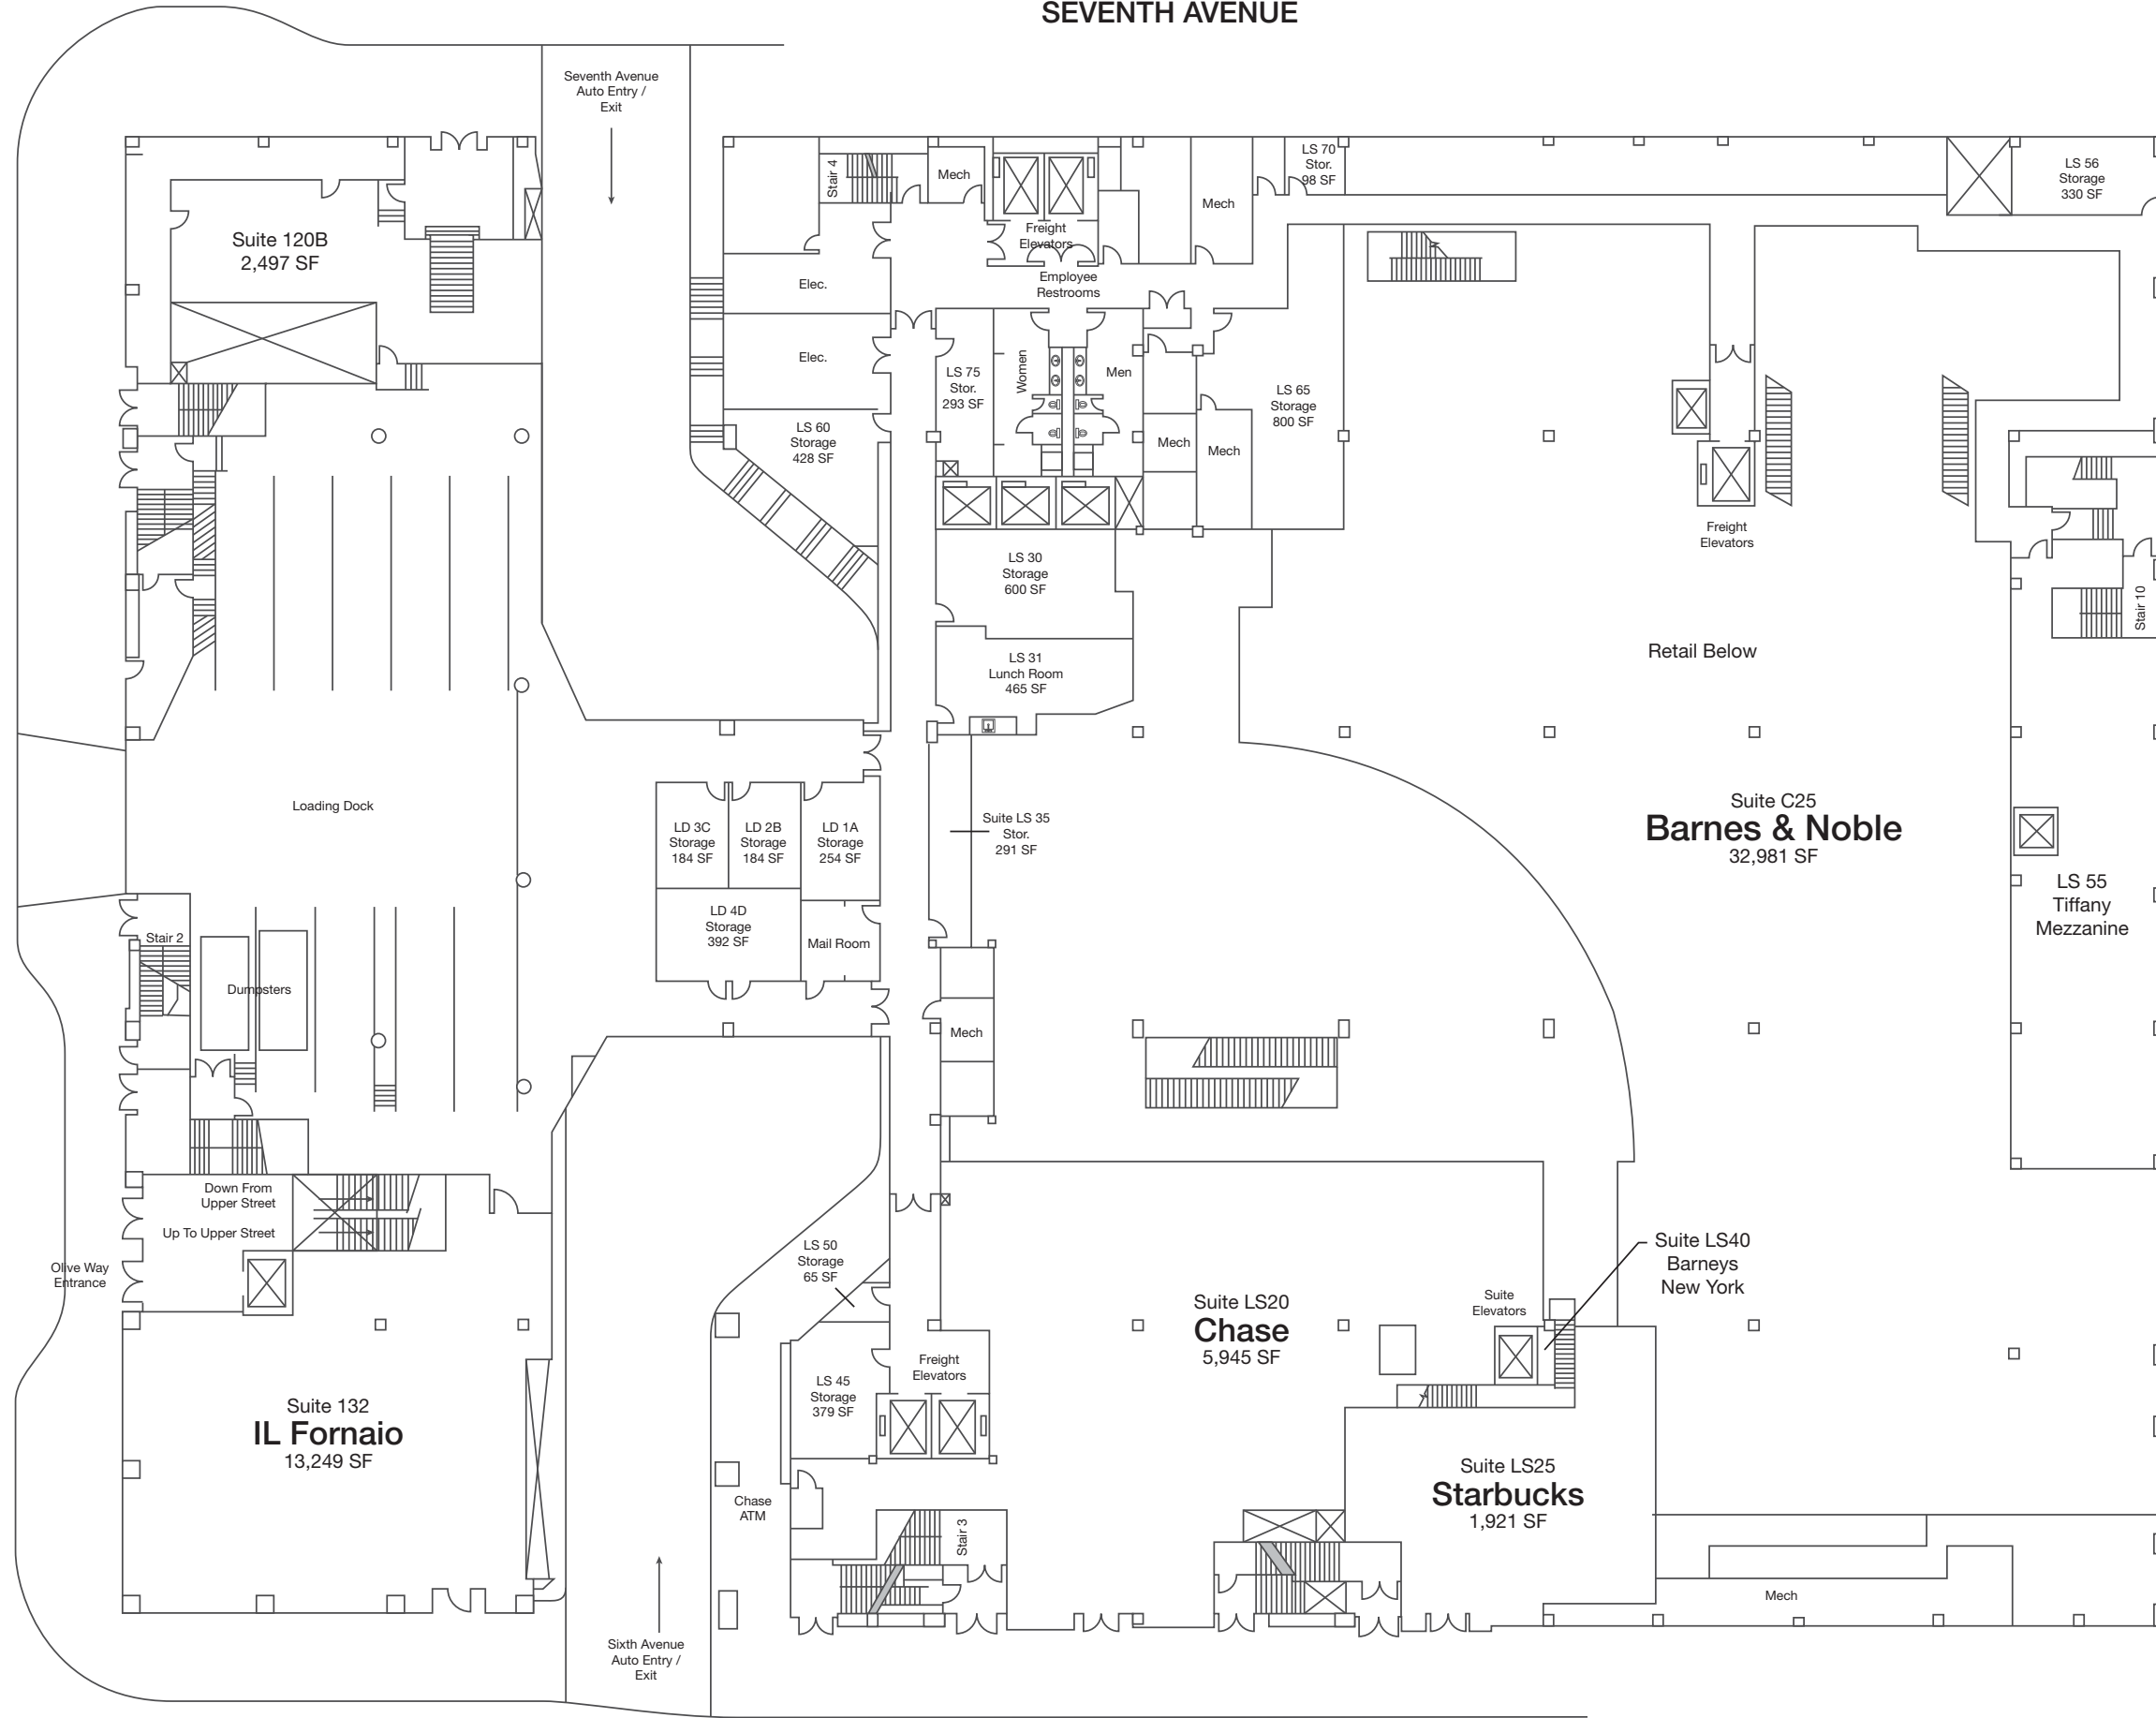 SEVENTH AVENUE
Seventh Avenue
Auto Entry /
Exit
Suite 120B
2,497 SF
Stair 4
Mech
Freight
Elevators
Employee
Restrooms
Mech
LS 70
Stor.
98 SF
LS 56
Storage
330 SF
Elec.
Elec.
LS 60
Storage
428 SF
LS 75
Stor.
293 SF
Women
Men
Mech
Mech
LS 65
Storage
800 SF
Freight
Elevators
Stair 10
LS 30
Storage
600 SF
LS 31
Lunch Room
465 SF
Retail Below
Loading Dock
LD 3C
Storage
184 SF
LD 2B
Storage
184 SF
LD 1A
Storage
254 SF
LD 4D
Storage
392 SF
Mail Room
Suite LS 35
Stor.
291 SF
Suite C25
Barnes & Noble
32,981 SF
LS 55
Tiffany
Mezzanine
Stair 2
Dumpsters
Mech
Down From
Upper Street
Up To Upper Street
Olive Way
Entrance
LS 50
Storage
65 SF
Suite LS20
Chase
5,945 SF
Suite
Elevators
Suite LS40
Barneys
New York
Freight
Elevators
LS 45
Storage
379 SF
Suite 132
IL Fornaio
13,249 SF
Chase
ATM
Stair 3
Suite LS25
Starbucks
1,921 SF
Mech
Sixth Avenue
Auto Entry /
Exit